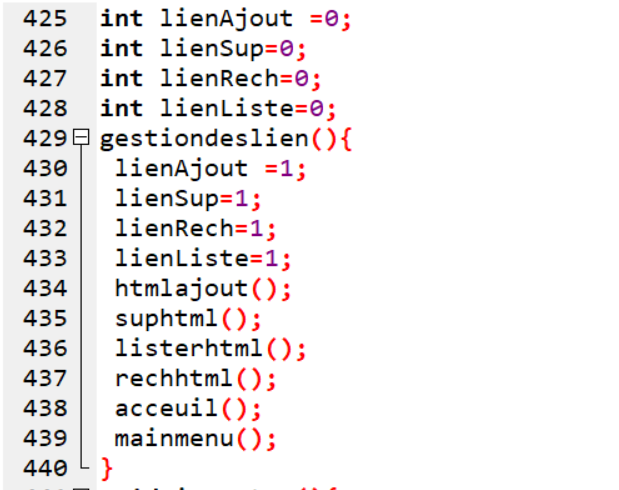 425 int lienAjout =0;
426 int lienSup=0;
427 int lienRech=0;
428 int lienListe=0;
429 gestiondeslien(){
430 lienAjout =1;
431 lienSup=1;
432 lienRech=1;
433 lienListe=1;
434 htmlajout();
435 suphtml();
436 listerhtml();
437 rechhtml();
438 acceuil();
439 mainmenu();
440 }